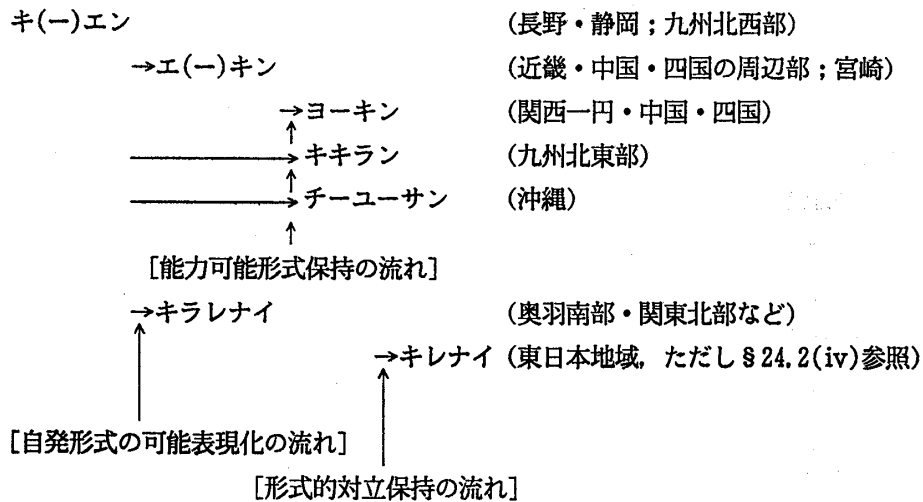 キ(ー)エン (長野・静岡；九州北西部)
→エ(ー)キン (近畿・中国・四国の周辺部；宮崎)
→ヨーキン (関西一円・中国・四国)
→キキラン (九州北東部)
→チーユーサン (沖縄)
[能力可能形式保持の流れ]
→キラレナイ (奥羽南部・関東北部など)
→キレナイ (東日本地域，ただし§24.2(iv)参照)
[自発形式の可能表現化の流れ]
[形式的対立保持の流れ]